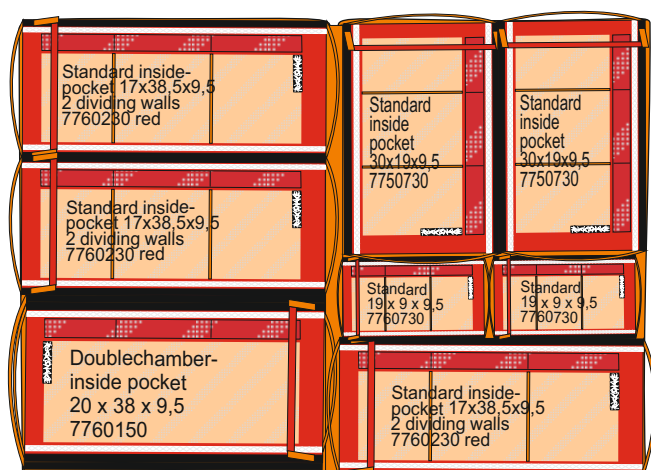 Standard inside-
pocket 17x38,5x9,5
2 dividing walls
7760230 red
Standard inside-
pocket 17x38,5x9,5
2 dividing walls
7760230 red
Doublechamber-
inside pocket
20 x 38 x 9,5
7760150
Standard
inside
pocket
30x19x9,5
7750730
Standard
inside
pocket
30x19x9,5
7750730
Standard
19 x 9 x 9,5
7760730
Standard
19 x 9 x 9,5
7760730
Standard inside-
pocket 17x38,5x9,5
2 dividing walls
7760230 red